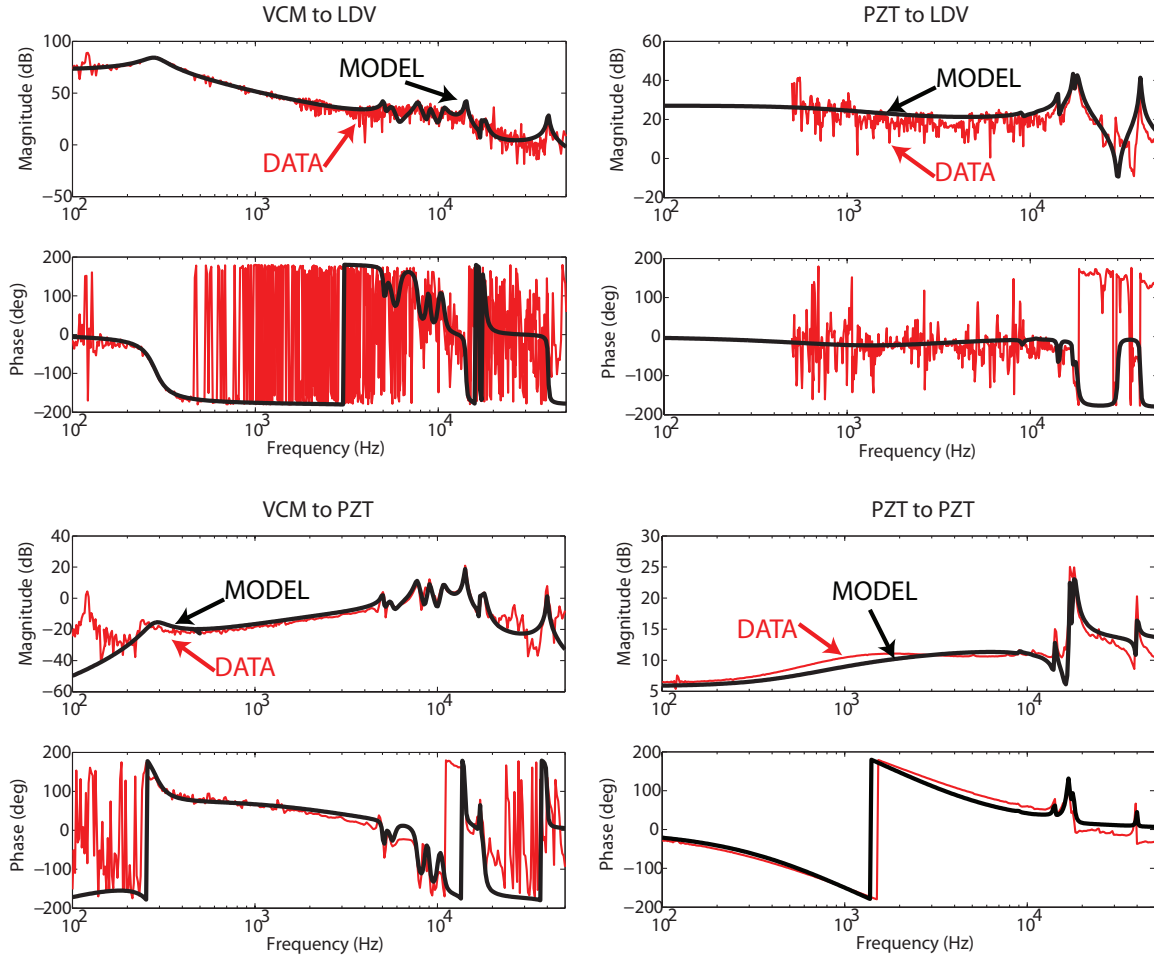 VCM to LDV
Magnitude (dB)
100
50
0
−50
MODEL
DATA
10^2
10^3
10^4
Phase (deg)
200
100
0
−100
−200
10^2
10^3
10^4
Frequency (Hz)
PZT to LDV
Magnitude (dB)
60
40
20
0
−20
MODEL
DATA
10^2
10^3
10^4
Phase (deg)
200
100
0
−100
−200
10^2
10^3
10^4
Frequency (Hz)
VCM to PZT
Magnitude (dB)
40
20
0
−20
−40
−60
MODEL
DATA
10^2
10^3
10^4
Phase (deg)
200
100
0
−100
−200
10^2
10^3
10^4
Frequency (Hz)
PZT to PZT
Magnitude (dB)
30
25
20
15
10
5
DATA
MODEL
10^2
10^3
10^4
Phase (deg)
200
100
0
−100
−200
10^2
10^3
10^4
Frequency (Hz)